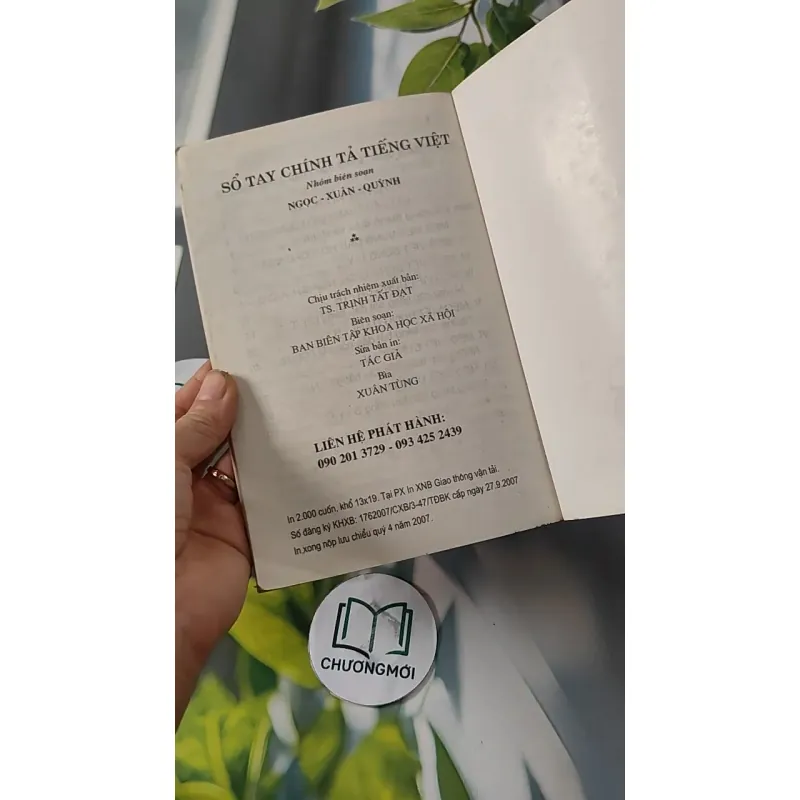 SỔ TAY CHÍNH TẢ TIẾNG VIỆT
Nhóm biên soạn
NGỌC - XUÂN - QUỲNH
Chịu trách nhiệm xuất bản:
TS. TRỊNH TẤT ĐẠT
Biên soạn:
BAN BIÊN TẬP KHOA HỌC XÃ HỘI
Sửa bản in:
TÁC GIẢ
Bìa
XUÂN TÙNG
LIÊN HỆ PHÁT HÀNH:
090 201 3729 - 093 425 2439
In 2.000 cuốn, khổ 13x19. Tại PX In XNB Giao thông vận tải.
Số đăng ký KHXB: 1762007/CXB/3-47/TĐBK cấp ngày 27.9.2007
In xong nộp lưu chiểu quý 4 năm 2007.
CHƯƠNGMỚI